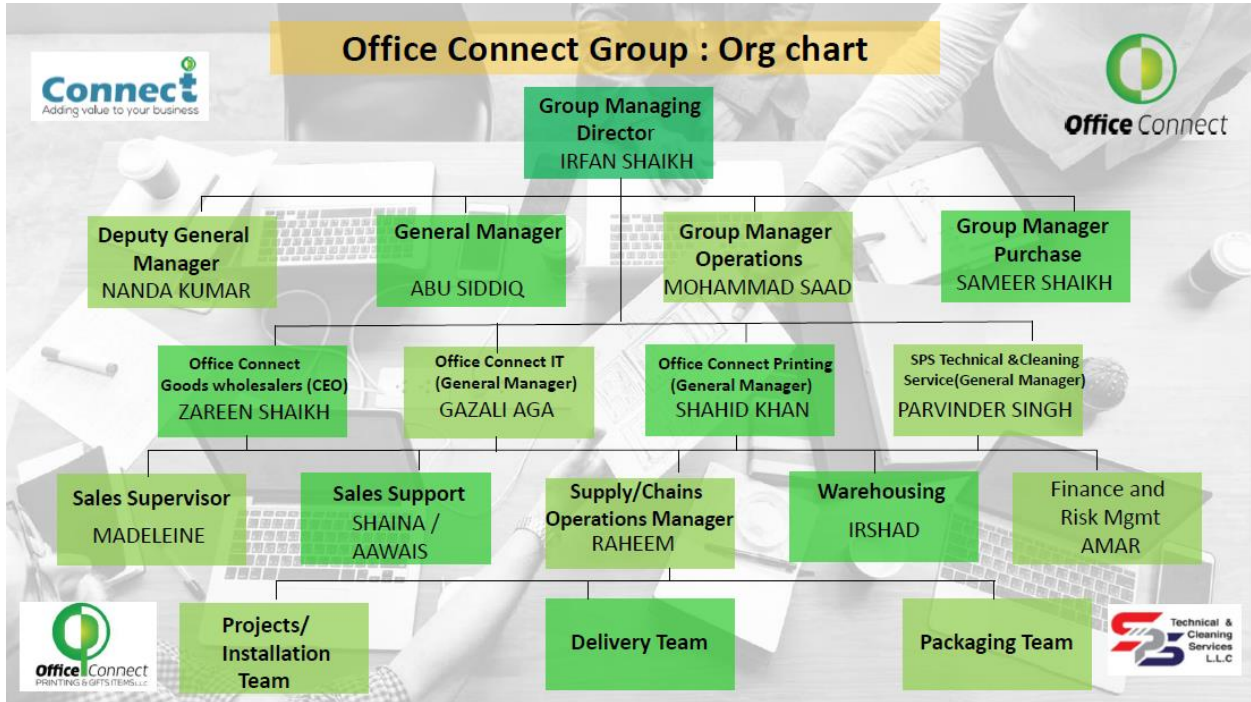 Office Connect Group : Org chart
Connect
Adding value to your business
Office Connect
Group Managing
Director
IRFAN SHAIKH
Deputy General
Manager
NANDA KUMAR
General Manager
ABU SIDDIQ
Group Manager
Operations
MOHAMMAD SAAD
Group Manager
Purchase
SAMEER SHAIKH
Office Connect
Goods wholesalers (CEO)
ZAREEN SHAIKH
Office Connect IT
(General Manager)
GAZALI AGA
Office Connect Printing
(General Manager)
SHAHID KHAN
SPS Technical &Cleaning
Service(General Manager)
PARVINDER SINGH
Sales Supervisor
MADELEINE
Sales Support
SHAINA /
AAWAIS
Supply/Chains
Operations Manager
RAHEEM
Warehousing
IRSHAD
Finance and
Risk Mgmt
AMAR
Office Connect
PRINTING & GIFTS ITEMS LLC
Projects/
Installation
Team
Delivery Team
Packaging Team
SPS
Technical &
Cleaning
Services
L.L.C